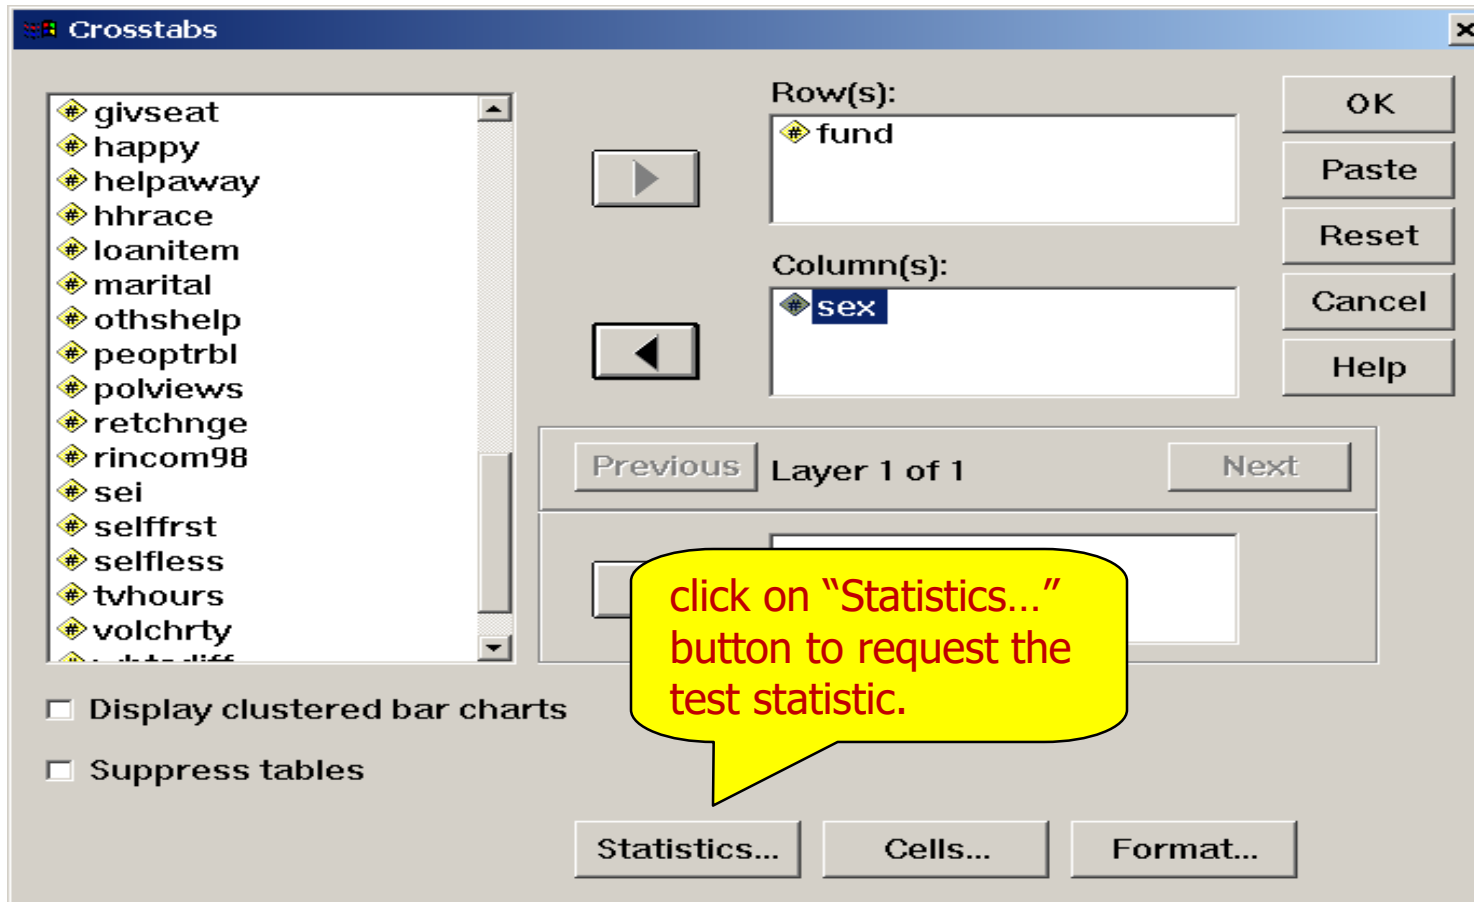 Crosstabs
givseat
happy
helpaway
hhrace
loanitem
marital
othshelp
peoptrbl
polviews
retchnge
rincom98
sei
selffrst
selfless
tvhours
volchrty
Row(s):
fund
Column(s):
sex
OK
Paste
Reset
Cancel
Help
Previous
Layer 1 of 1
Next
click on “Statistics…”
button to request the
test statistic.
Display clustered bar charts
Suppress tables
Statistics...
Cells...
Format...